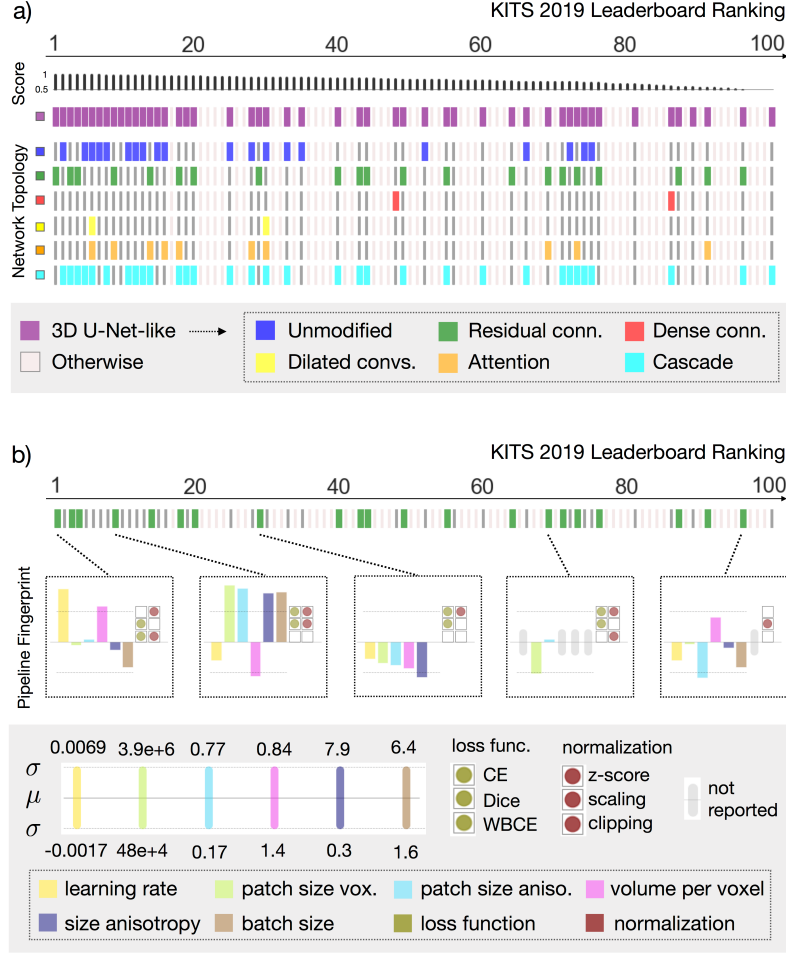 a)
KITS 2019 Leaderboard Ranking
1 20 40 60 80 100
Score
1
0.5
Network Topology
3D U-Net-like
Unmodified
Residual conn.
Dense conn.
Otherwise
Dilated convs.
Attention
Cascade
b)
KITS 2019 Leaderboard Ranking
1 20 40 60 80 100
Pipeline Fingerprint
0.0069 3.9e+6 0.77 0.84 7.9 6.4
σ
μ
σ
-0.0017 48e+4 0.17 1.4 0.3 1.6
loss func.
CE
Dice
WBCE
normalization
z-score
scaling
clipping
not
reported
learning rate
patch size vox.
patch size aniso.
volume per voxel
size anisotropy
batch size
loss function
normalization